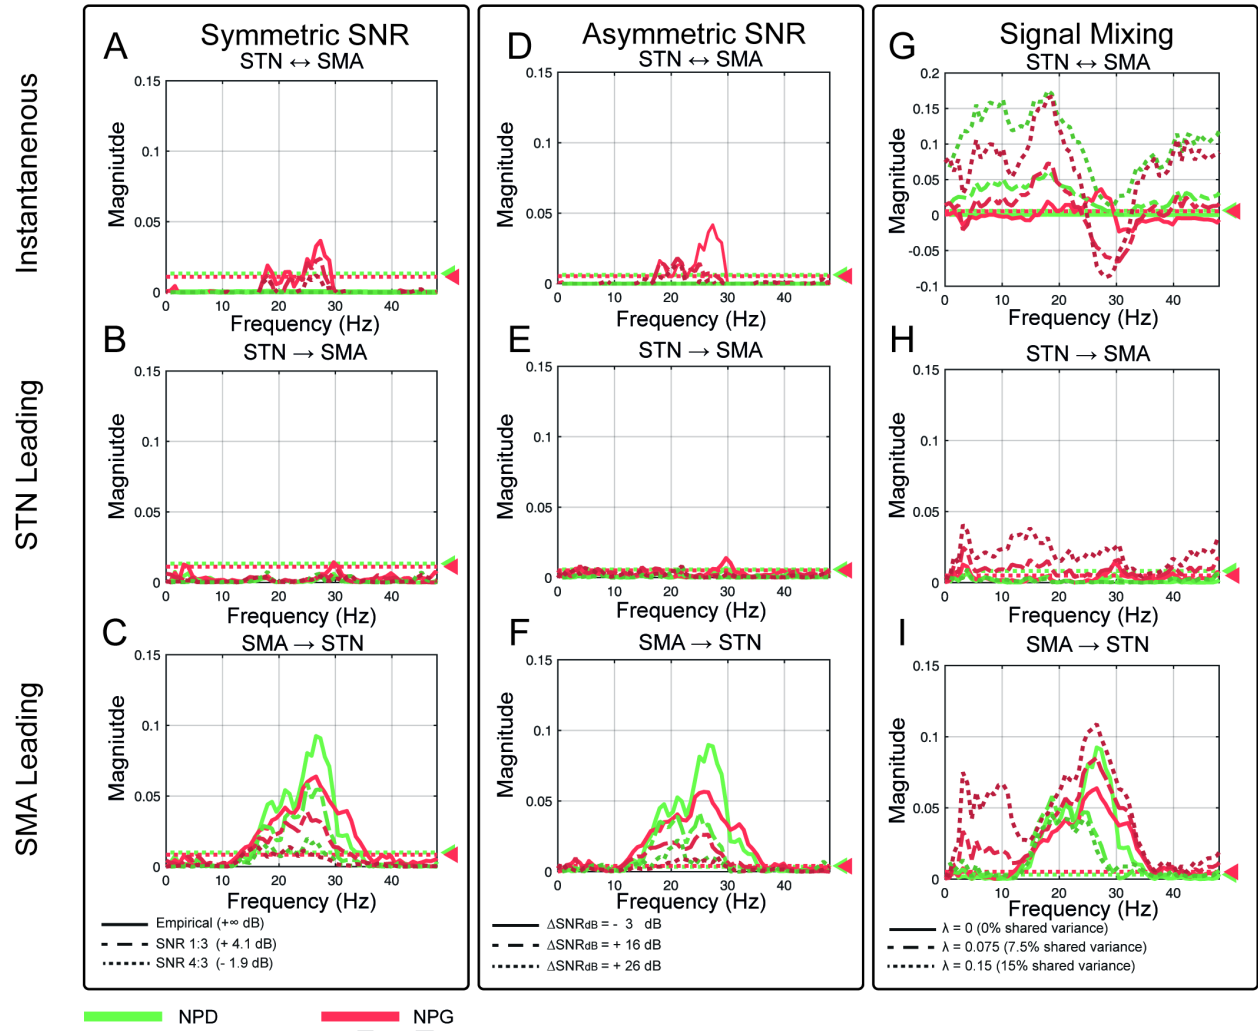 Instantanenous
STN Leading
SMA Leading
Symmetric SNR
A
STN ↔ SMA
Magniutde
0.15
0.1
0.05
0
0 10 20 30 40
Frequency (Hz)
B
STN → SMA
Magniutde
0.15
0.1
0.05
0
0 10 20 30 40
Frequency (Hz)
C
SMA → STN
Magniutde
0.15
0.1
0.05
0
0 10 20 30 40
Frequency (Hz)
Empirical (+∞ dB)
SNR 1:3 (+ 4.1 dB)
SNR 4:3 (- 1.9 dB)
Asymmetric SNR
D
STN ↔ SMA
Magnitude
0.15
0.1
0.05
0
0 10 20 30 40
Frequency (Hz)
E
STN → SMA
Magnitude
0.15
0.1
0.05
0
0 10 20 30 40
Frequency (Hz)
F
SMA → STN
Magnitude
0.15
0.1
0.05
0
0 10 20 30 40
Frequency (Hz)
ΔSNRdB = - 3 dB
ΔSNRdB = + 16 dB
ΔSNRdB = + 26 dB
Signal Mixing
G
STN ↔ SMA
Magnitude
0.2
0.15
0.1
0.05
0
-0.05
-0.1
0 10 20 30 40
Frequency (Hz)
H
STN → SMA
Magnitude
0.15
0.1
0.05
0
0 10 20 30 40
Frequency (Hz)
I
SMA → STN
Magnitude
0.15
0.1
0.05
0
0 10 20 30 40
Frequency (Hz)
λ = 0 (0% shared variance)
λ = 0.075 (7.5% shared variance)
λ = 0.15 (15% shared variance)
NPD
NPG